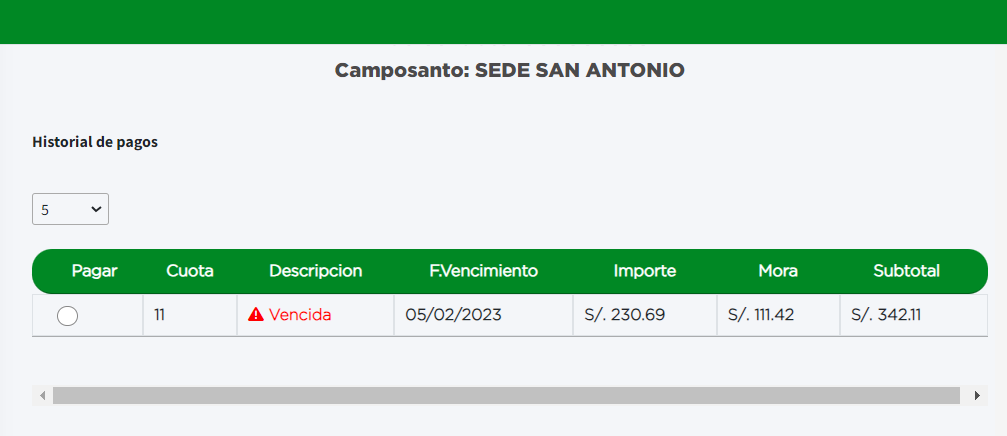 Camposanto: SEDE SAN ANTONIO
Historial de pagos
5
Pagar Cuota Descripcion F.Vencimiento Importe Mora Subtotal
11 Vencida 05/02/2023 S/. 230.69 S/. 111.42 S/. 342.11